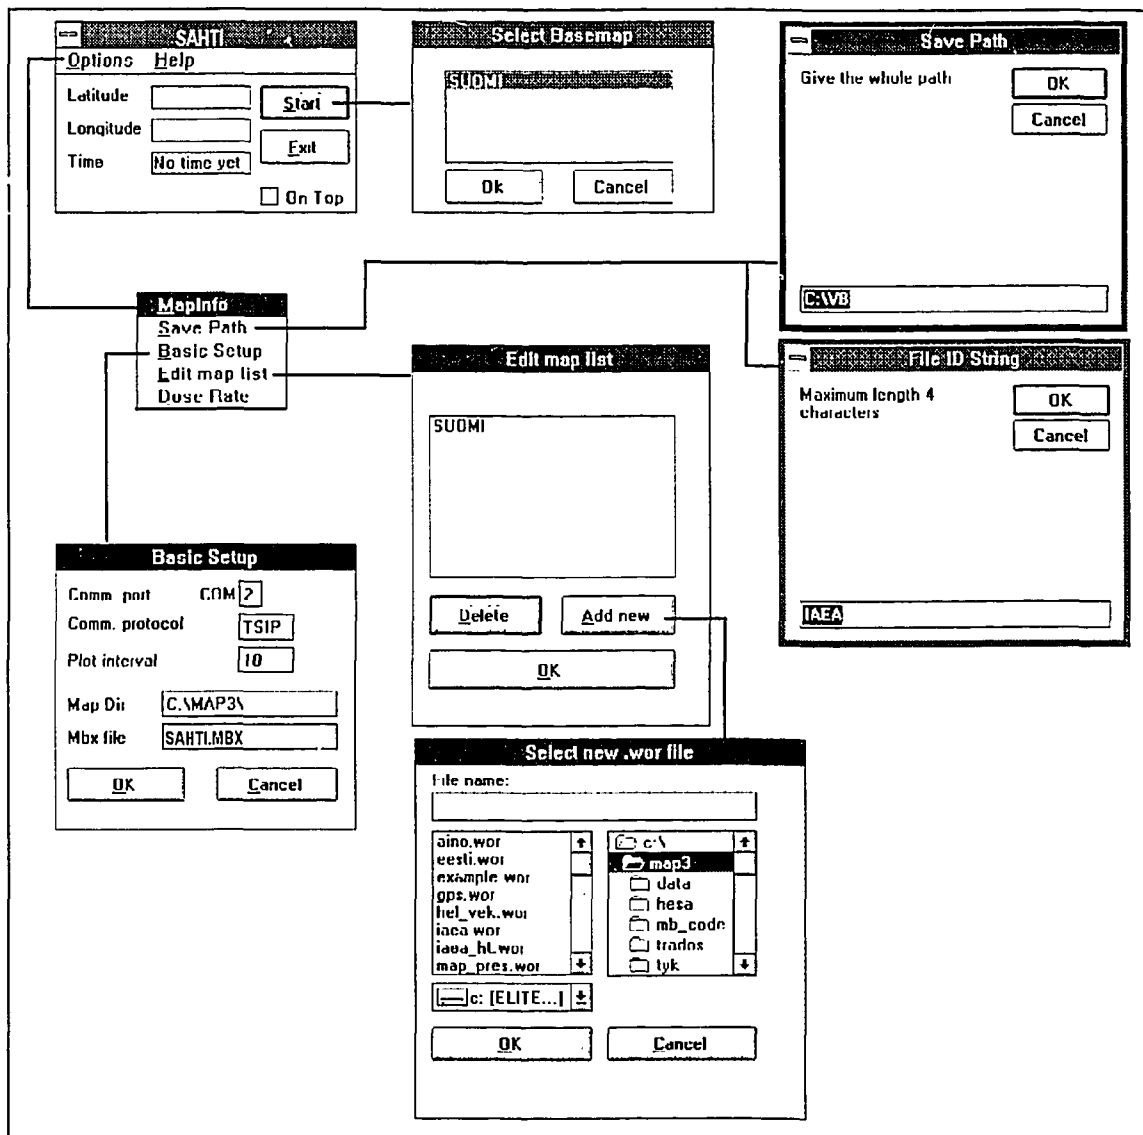 SAHTI
Options Help
Latitude
Start
Longitude
Exit
Time
No time yet
On Top
Select Basemap
SUOMI
Ok
Cancel
Save Path
Give the whole path
OK
Cancel
C:\VB
MapInfo
Save Path
Basic Setup
Edit map list
Dose Rate
File ID String
Maximum length 4
characters
OK
Cancel
IAEA
Edit map list
SUOMI
Delete
Add new
OK
Basic Setup
Comm. port COM 2
Comm. protocol TSIP
Plot interval 10
Map Dir C:\MAP3\
Mbx file SAHTI.MBX
OK
Cancel
Select new .wor file
File name:
aino.wor
eesti.wor
example.wor
gps.wor
hel_vek.wor
iaea.wor
iaea_ht.wor
map_pres.wor
c:\
map3
data
hesa
mb_code
trados
tyk
c: [ELITE...]
OK
Cancel